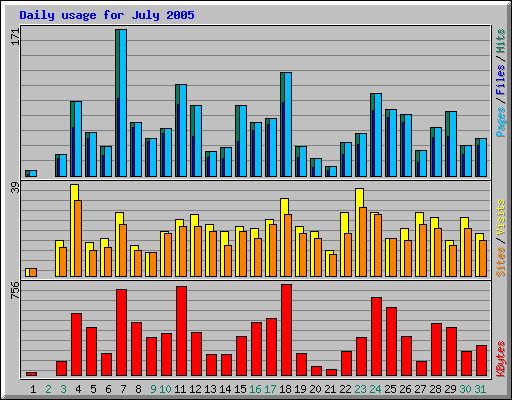 Daily usage for July 2005
171
39
756
Pages / Files / Hits
Sites / Visits
KBytes
1 2 3 4 5 6 7 8 9 10 11 12 13 14 15 16 17 18 19 20 21 22 23 24 25 26 27 28 29 30 31